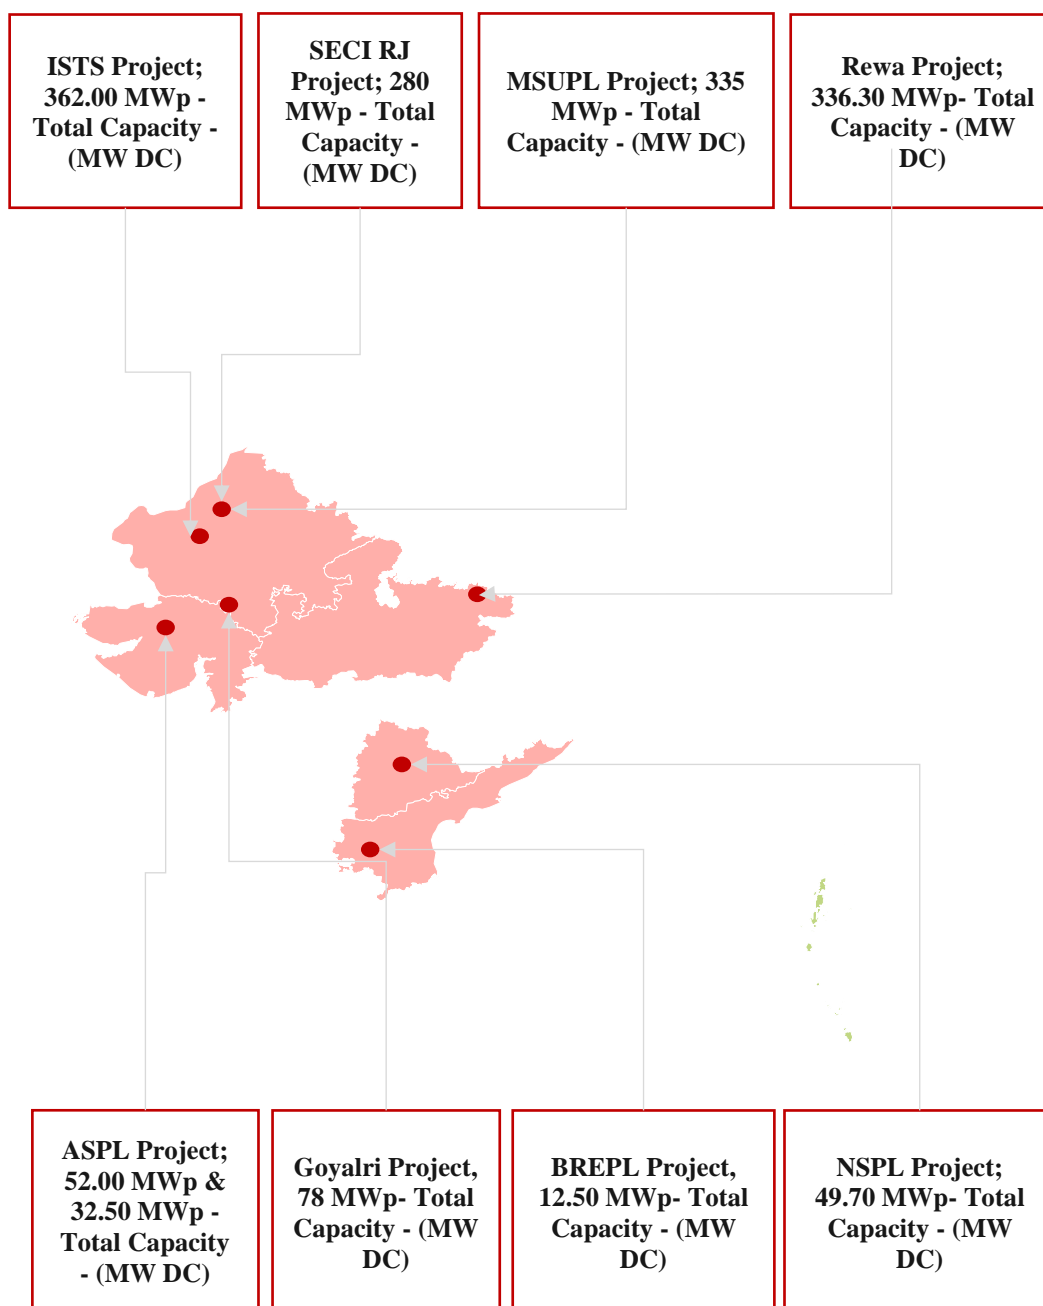 ISTS Project;
362.00 MWp -
Total Capacity -
(MW DC)
SECI RJ
Project; 280
MWp - Total
Capacity -
(MW DC)
MSUPL Project; 335
MWp - Total
Capacity - (MW DC)
Rewa Project;
336.30 MWp- Total
Capacity - (MW
DC)
ASPL Project;
52.00 MWp &
32.50 MWp -
Total Capacity
- (MW DC)
Goyalri Project,
78 MWp- Total
Capacity - (MW
DC)
BREPL Project,
12.50 MWp- Total
Capacity - (MW
DC)
NSPL Project;
49.70 MWp- Total
Capacity - (MW
DC)